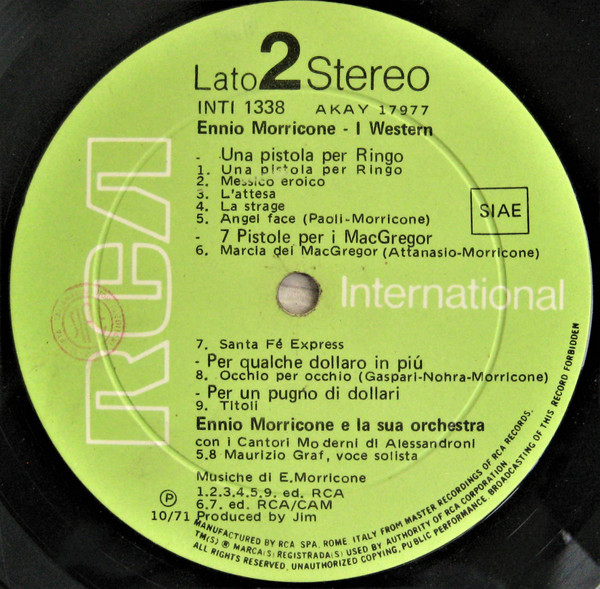 Lato 2 Stereo
INTI 1338 AKAY 17977
Ennio Morricone - I Western
- Una pistola per Ringo
1. Una pistola per Ringo
2. Messico eroico
3. L'attesa
4. La strage
5. Angel face (Paoli-Morricone)
- 7 Pistole per i MacGregor
6. Marcia dei MacGregor (Attanasio-Morricone)
SIAE
RCA
International
7. Santa Fé Express
- Per qualche dollaro in piú
8. Occhio per occhio (Gaspari-Nohra-Morricone)
- Per un pugno di dollari
9. Titoli
Ennio Morricone e la sua orchestra
con i Cantori Moderni di Alessandroni
5.8 Maurizio Graf, voce solista
Musiche di E.Morricone
1.2.3.4.5,9. ed. RCA
6.7. ed. RCA/CAM
℗ 10/71 Produced by Jim
MANUFACTURED BY RCA SPA. ROME ITALY FROM MASTER RECORDINGS OF RCA RECORDS.
TM(S) ® MARCA(S) REGISTRADA(S) USED BY AUTHORITY OF RCA CORPORATION
ALL RIGHTS RESERVED. UNAUTHORIZED COPYING, PUBLIC PERFORMANCE, BROADCASTING OF THIS RECORD FORBIDDEN